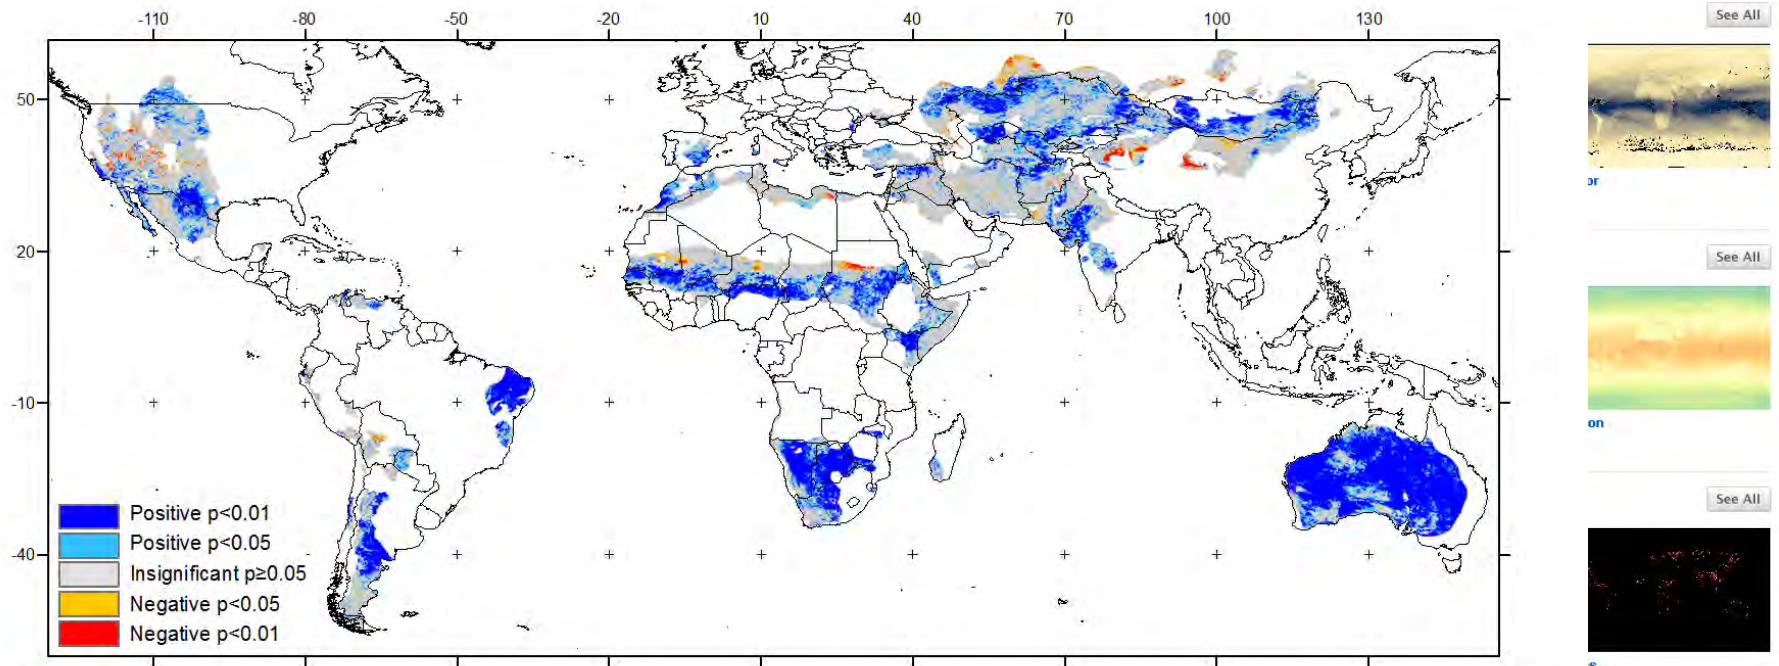 -110 -80 -50 -20 10 40 70 100 130
50
20
-10
-40
Positive p<0.01
Positive p<0.05
Insignificant p≥0.05
Negative p<0.05
Negative p<0.01
See All
or
See All
on
See All